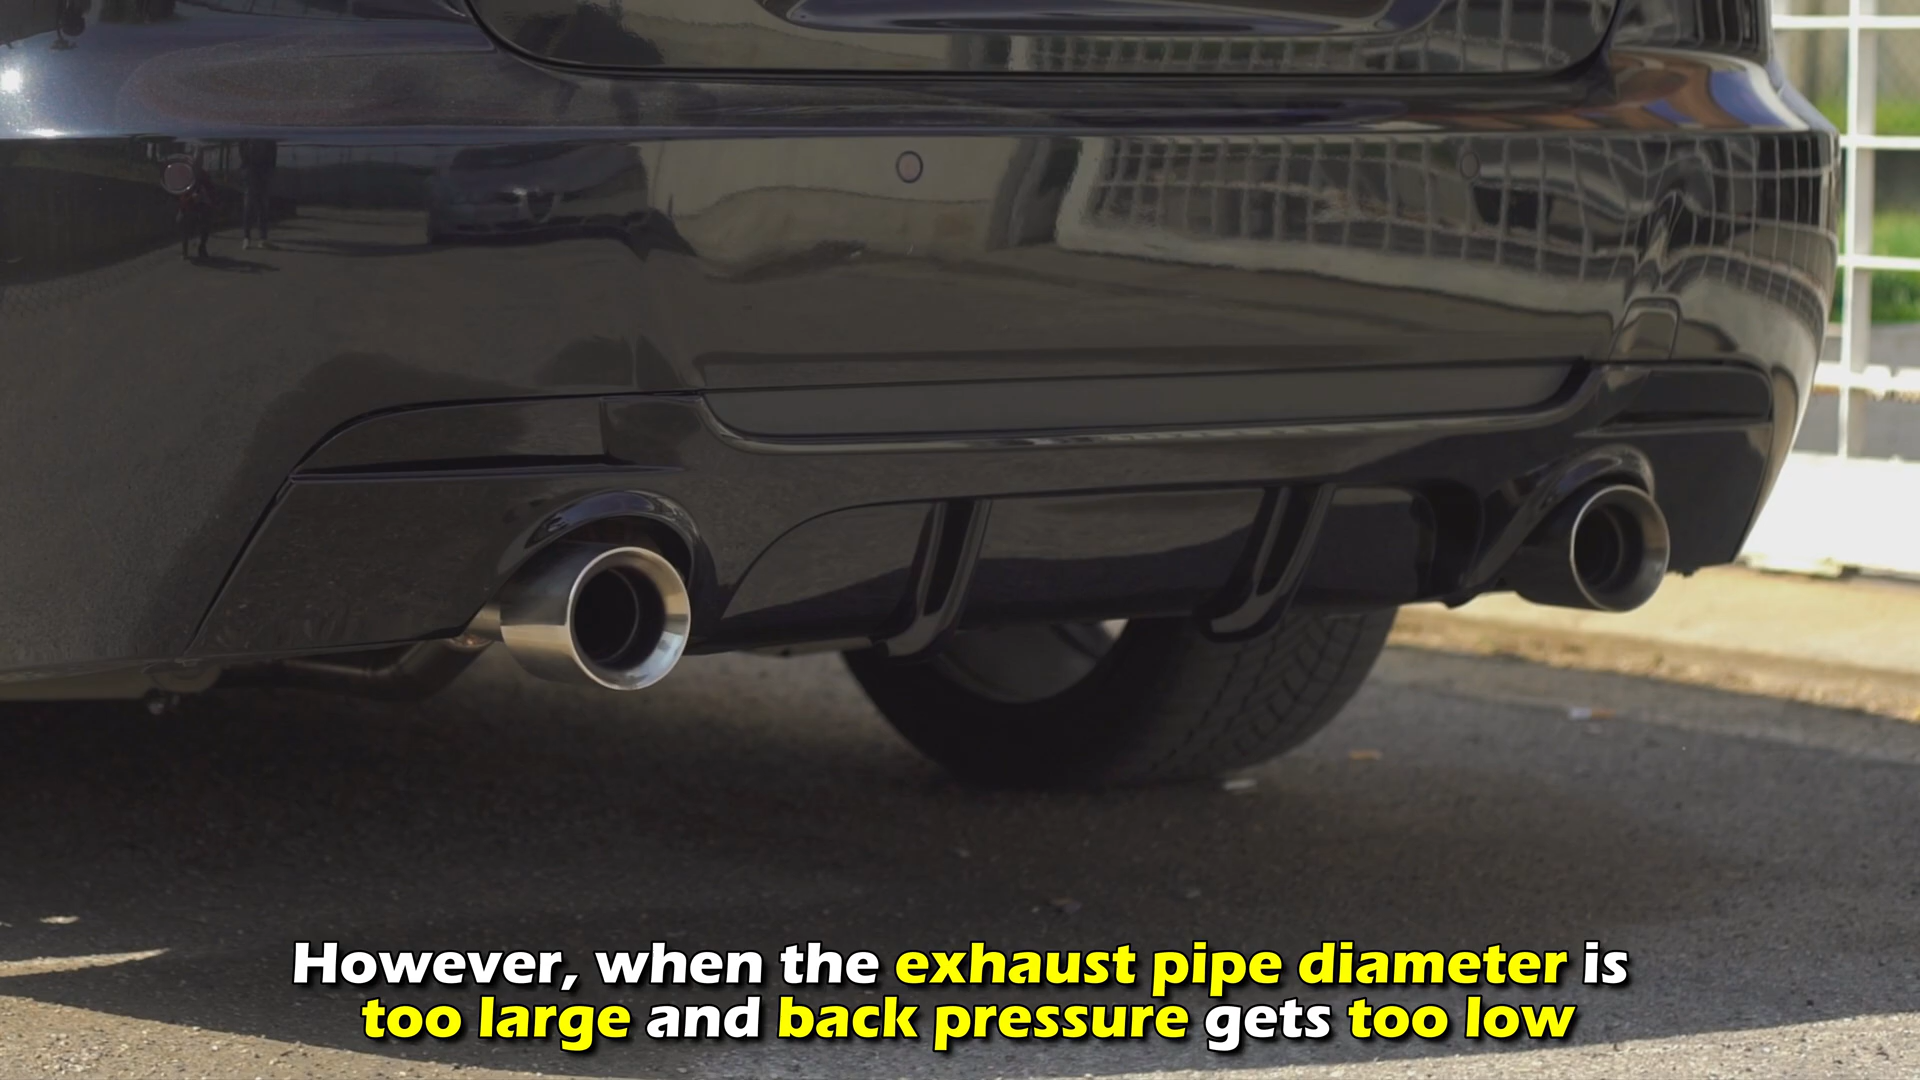 However, when the exhaust pipe diameter is
too large and back pressure gets too low